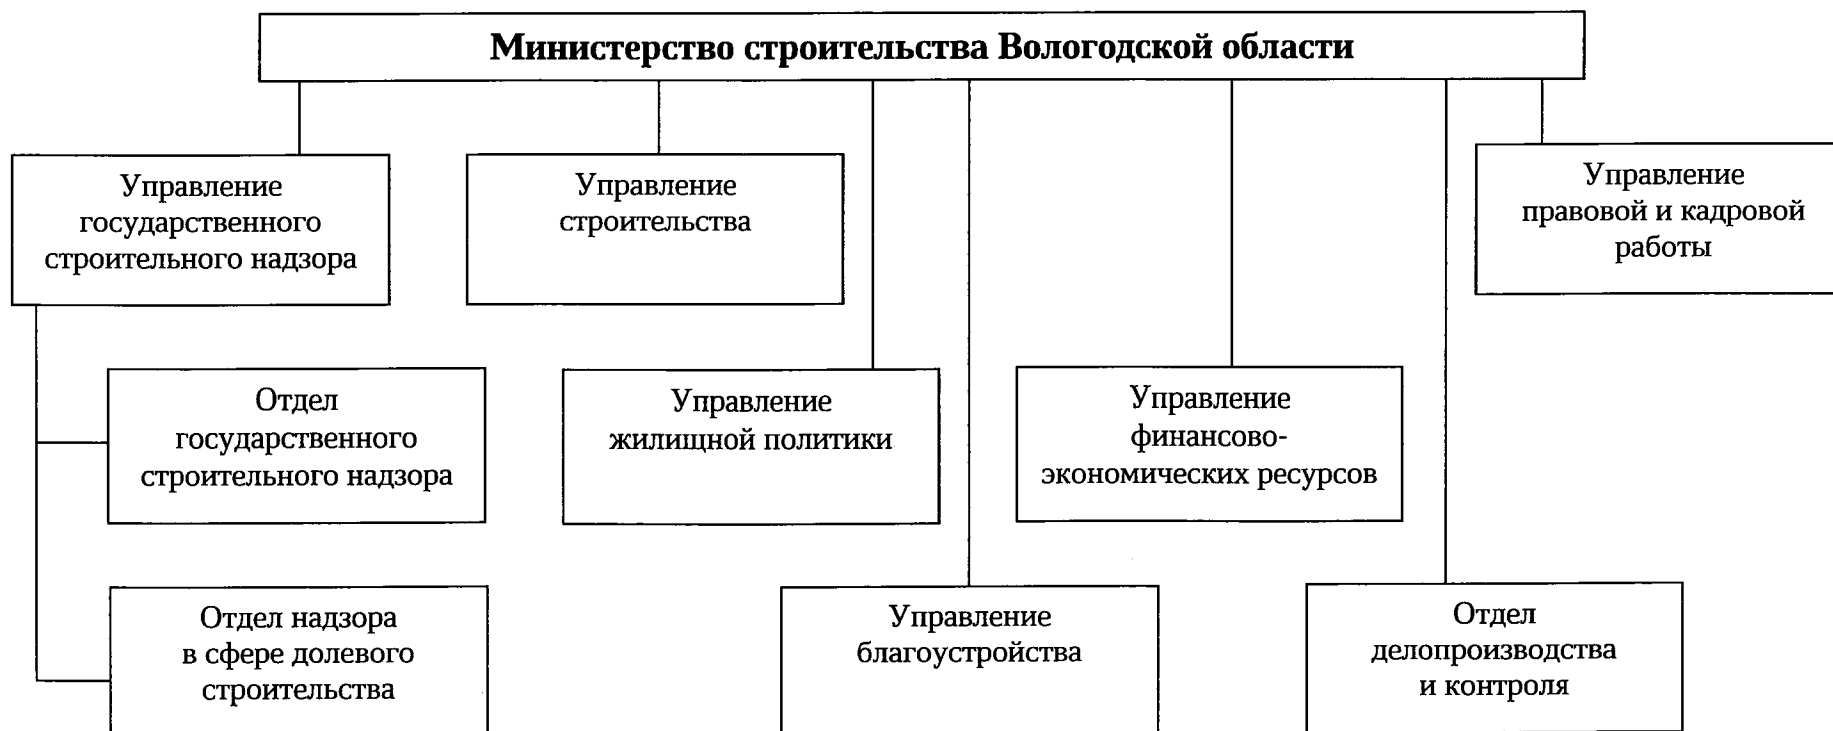 Министерство строительства Вологодской области
Управление
государственного
строительного надзора
Управление
строительства
Управление
правовой и кадровой
работы
Отдел
государственного
строительного надзора
Управление
жилищной политики
Управление
финансово-
экономических ресурсов
Отдел надзора
в сфере долевого
строительства
Управление
благоустройства
Отдел
делопроизводства
и контроля